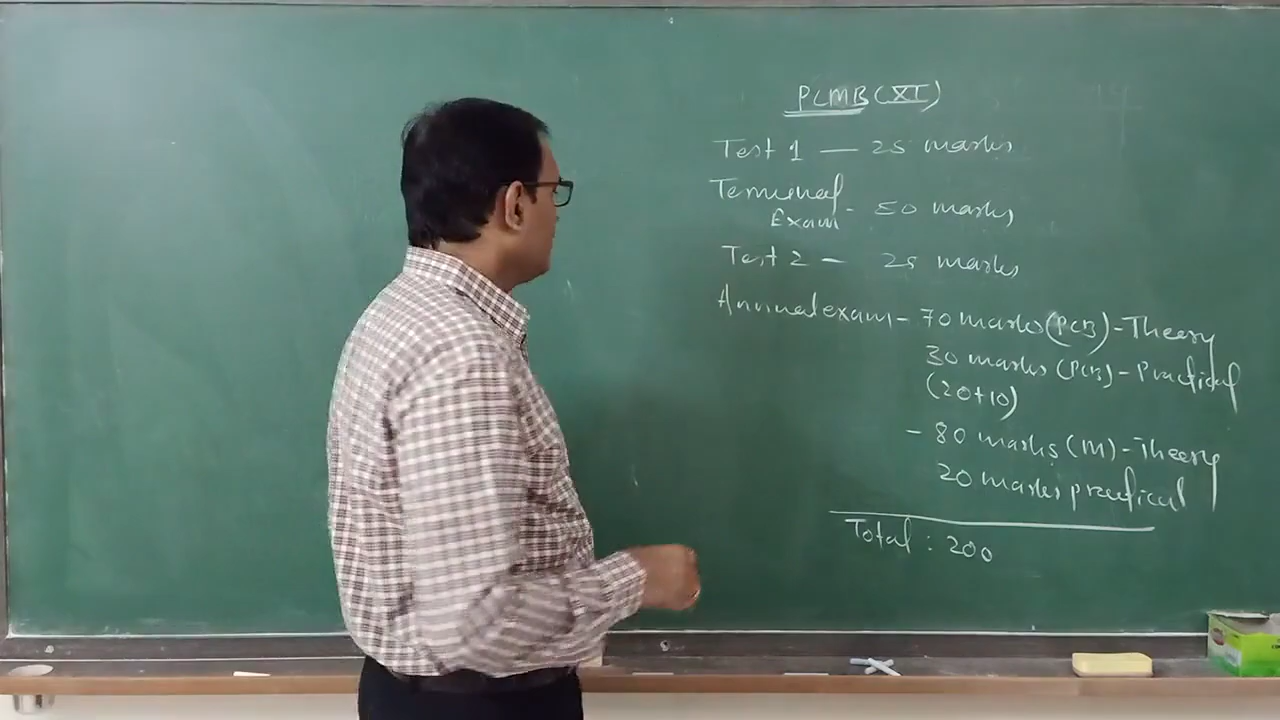 PCMB (XI)
Test 1 — 25 marks
Terminal
Exam - 50 marks
Test 2 — 25 marks
Annual exam - 70 marks (PCB) - Theory
30 marks (PCB) - Practical
(20+10)
- 80 marks (M) - Theory
20 marks practical
Total : 200